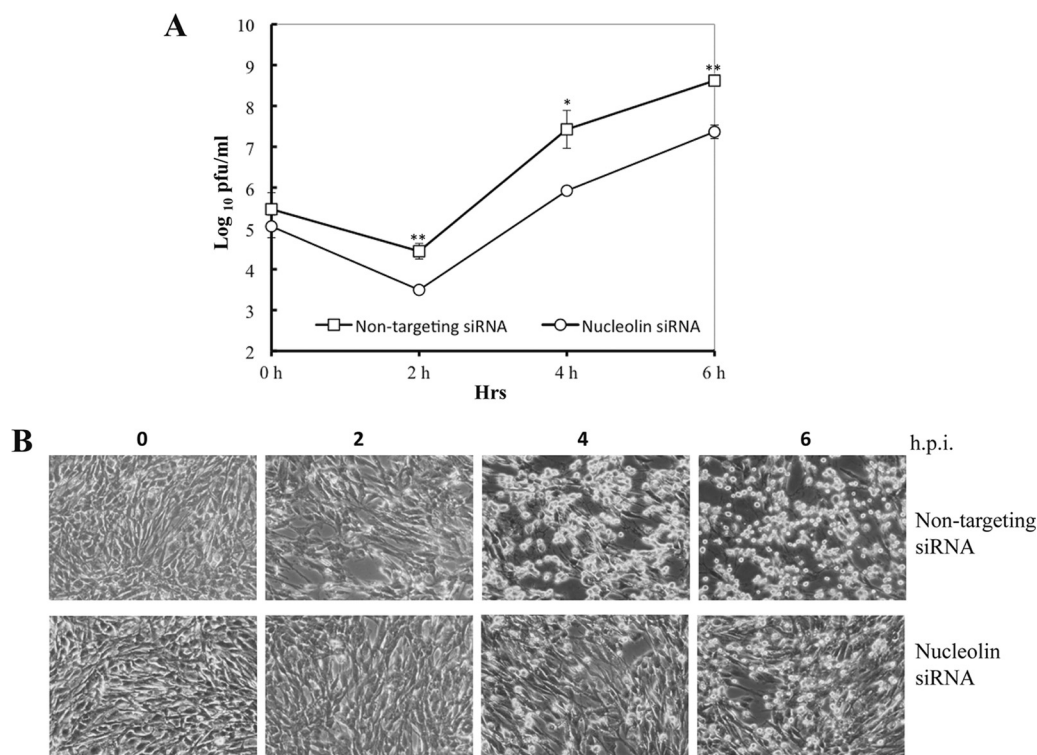 A
10
9
8
7
6
5
4
3
2
Log 10 pfu/ml
**
*
**
Non-targeting siRNA
Nucleolin siRNA
0 h
2 h
4 h
6 h
Hrs
B
0
2
4
6
h.p.i.
Non-targeting
siRNA
Nucleolin
siRNA